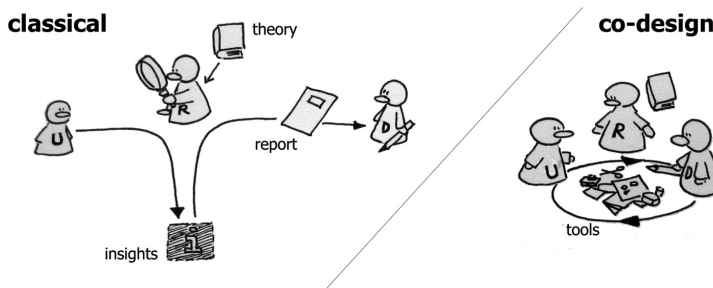 classical
theory
R
U
report
D
insights
i
co-design
R
U
D
tools